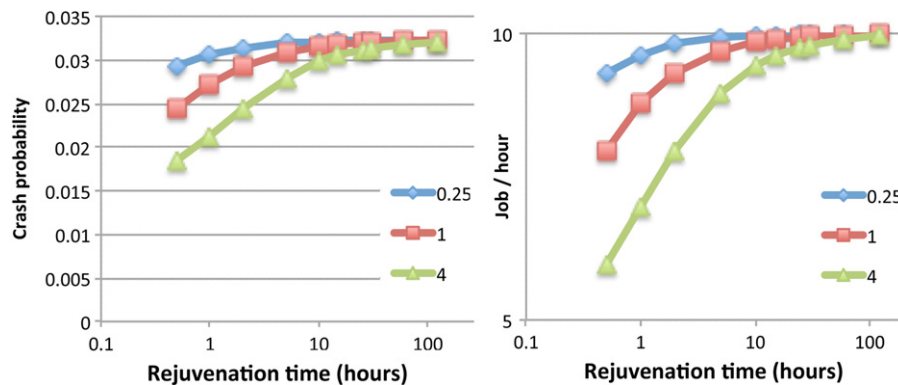 0.035
0.03
0.025
0.02
0.015
0.01
0.005
0
Crash probability
0.1 1 10 100
Rejuvenation time (hours)
0.25
1
4
10
5
Job / hour
0.1 1 10 100
Rejuvenation time (hours)
0.25
1
4